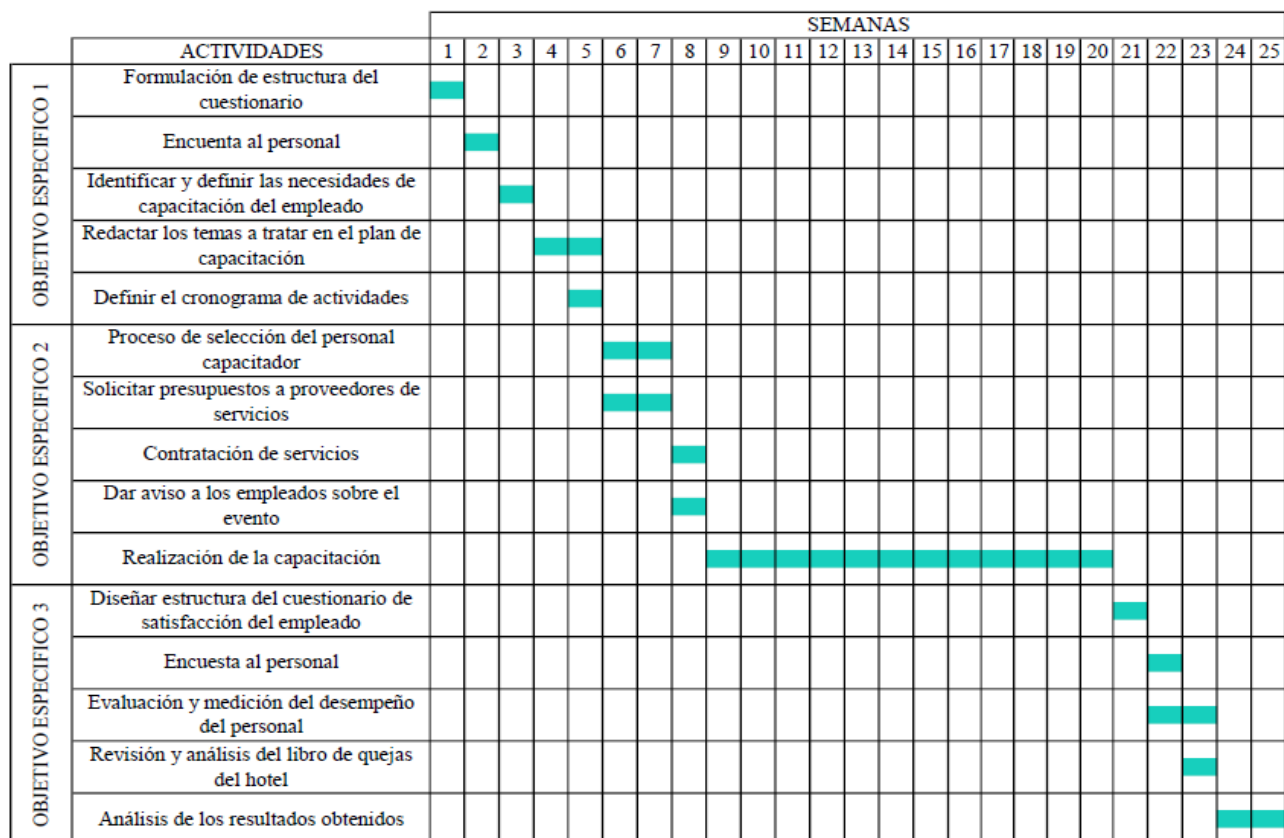 SEMANAS
ACTIVIDADES 1 2 3 4 5 6 7 8 9 10 11 12 13 14 15 16 17 18 19 20 21 22 23 24 25
OBJETIVO ESPECIFICO 1
Formulación de estructura del
cuestionario
Encuenta al personal
Identificar y definir las necesidades de
capacitación del empleado
Redactar los temas a tratar en el plan de
capacitación
Definir el cronograma de actividades
OBJETIVO ESPECIFICO 2
Proceso de selección del personal
capacitador
Solicitar presupuestos a proveedores de
servicios
Contratación de servicios
Dar aviso a los empleados sobre el
evento
Realización de la capacitación
OBJETIVO ESPECIFICO 3
Diseñar estructura del cuestionario de
satisfacción del empleado
Encuesta al personal
Evaluación y medición del desempeño
del personal
Revisión y análisis del libro de quejas
del hotel
Análisis de los resultados obtenidos